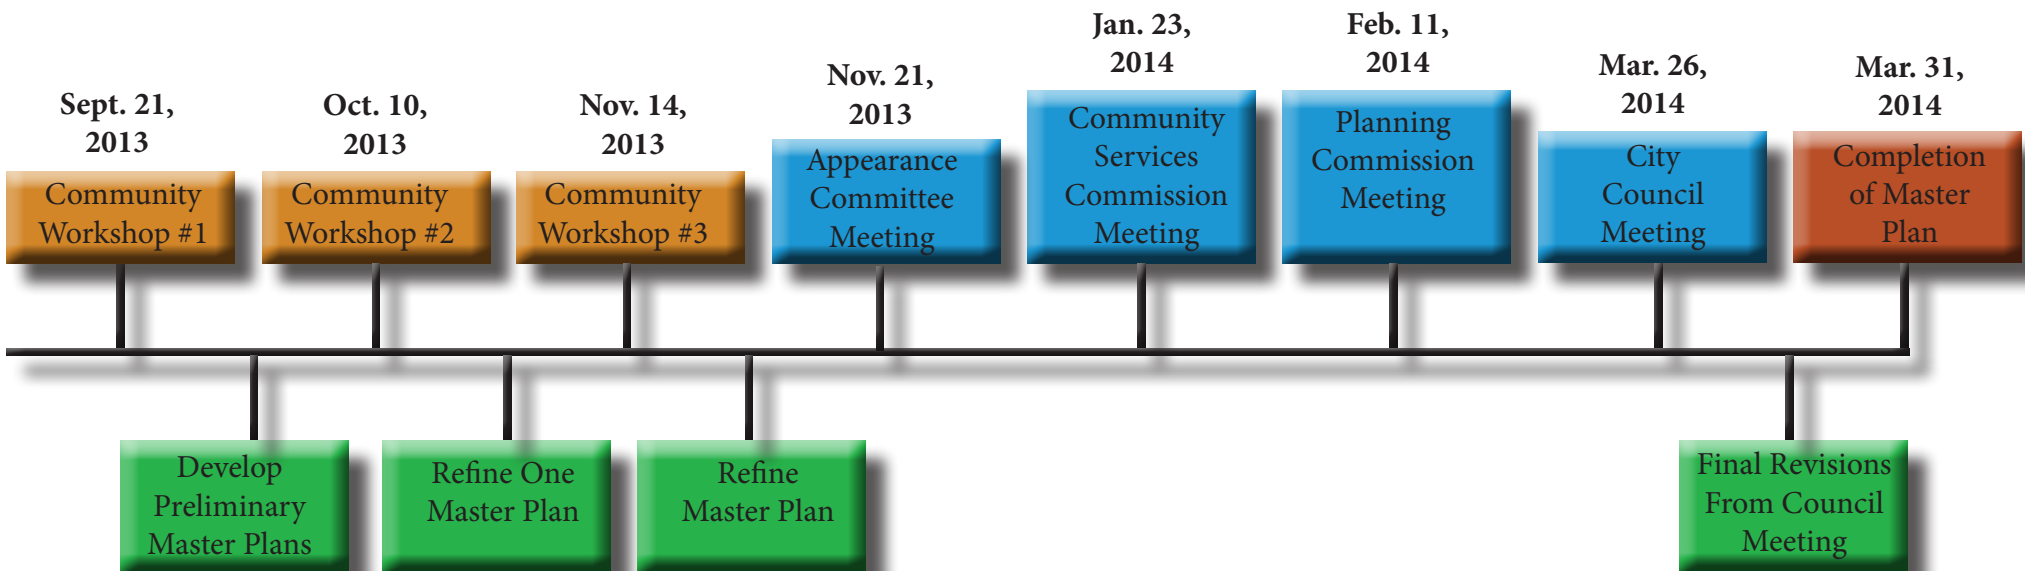 Sept. 21,
2013
Community
Workshop #1
Oct. 10,
2013
Community
Workshop #2
Nov. 14,
2013
Community
Workshop #3
Nov. 21,
2013
Appearance
Committee
Meeting
Jan. 23,
2014
Community
Services
Commission
Meeting
Feb. 11,
2014
Planning
Commission
Meeting
Mar. 26,
2014
City
Council
Meeting
Mar. 31,
2014
Completion
of Master
Plan
Develop
Preliminary
Master Plans
Refine One
Master Plan
Refine
Master Plan
Final Revisions
From Council
Meeting